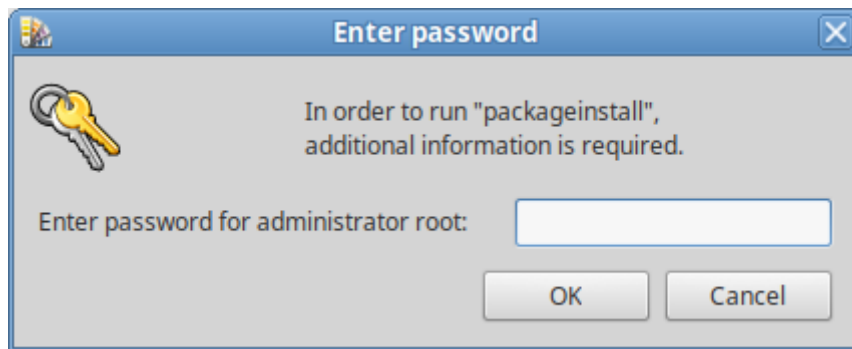 Enter password
In order to run "packageinstall",
additional information is required.
Enter password for administrator root:
OK
Cancel